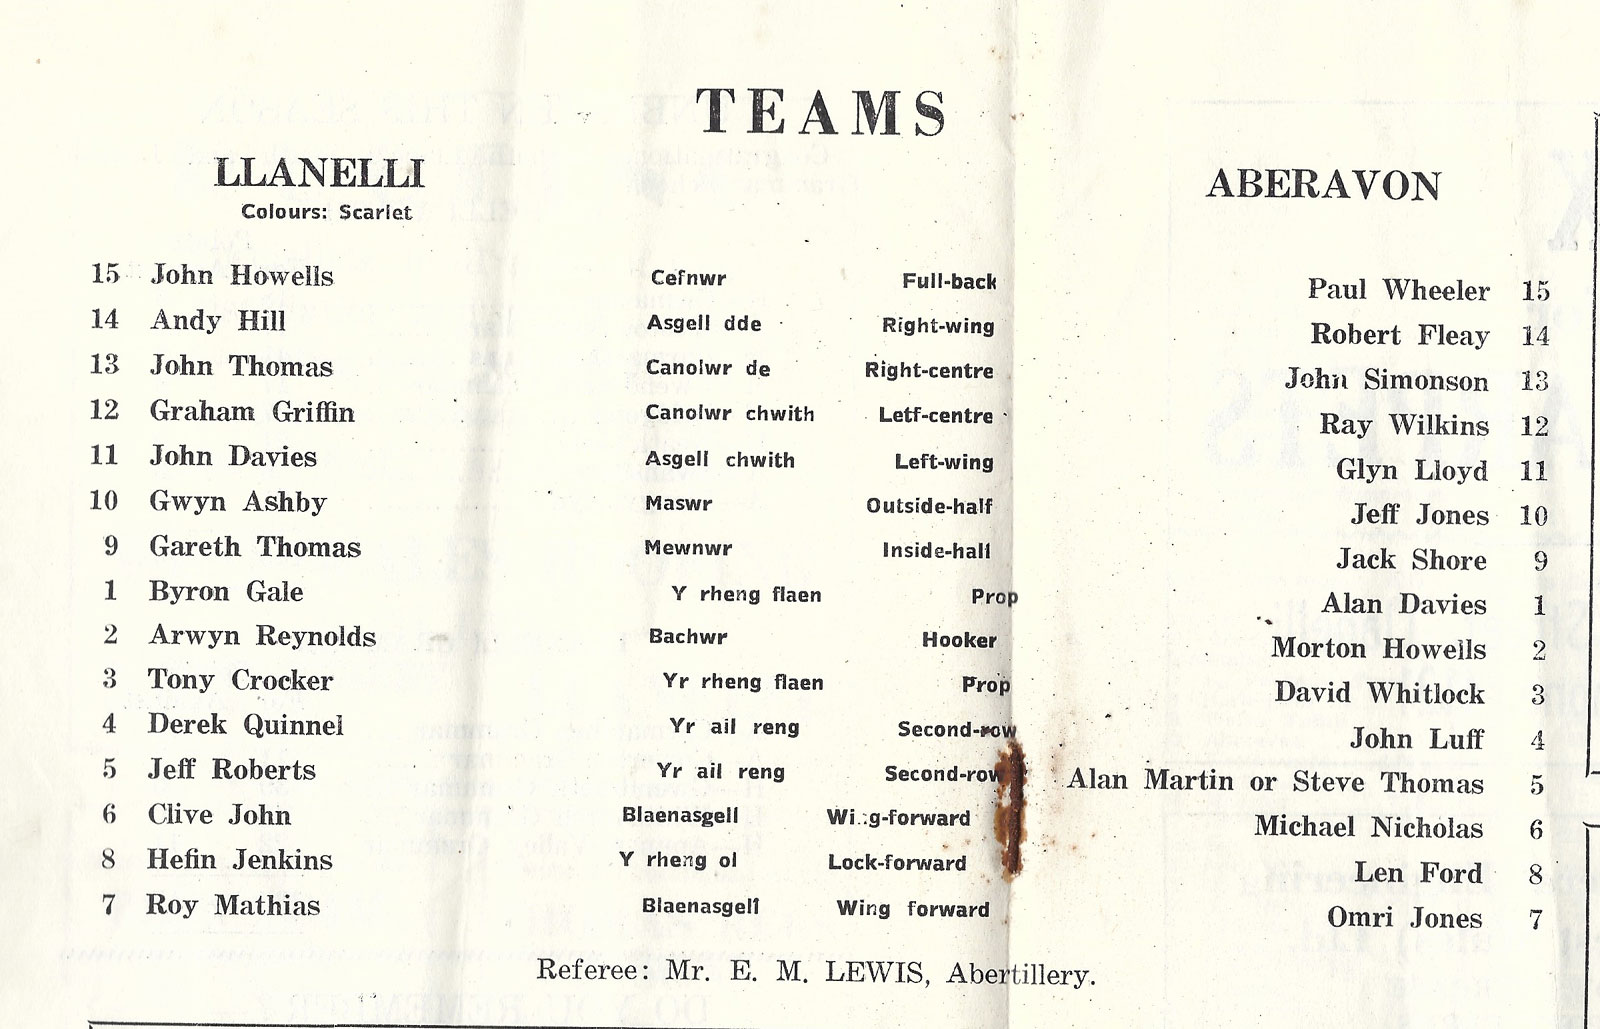 TEAMS
LLANELLI
ABERAVON
Colours: Scarlet
15 John Howells Cefnwr Full-back Paul Wheeler 15
14 Andy Hill Asgell dde Right-wing Robert Fleay 14
13 John Thomas Canolwr de Right-centre John Simonson 13
12 Graham Griffin Canolwr chwith Letf-centre Ray Wilkins 12
11 John Davies Asgell chwith Left-wing Glyn Lloyd 11
10 Gwyn Ashby Maswr Outside-half Jeff Jones 10
9 Gareth Thomas Mewnwr Inside-half Jack Shore 9
1 Byron Gale Y rheng flaen Prop Alan Davies 1
2 Arwyn Reynolds Bachwr Hooker Morton Howells 2
3 Tony Crocker Yr rheng flaen Prop David Whitlock 3
4 Derek Quinnel Yr ail reng Second-row John Luff 4
5 Jeff Roberts Yr ail reng Second-row Alan Martin or Steve Thomas 5
6 Clive John Blaenasgell Wing-forward Michael Nicholas 6
8 Hefin Jenkins Y rheng ol Lock-forward Len Ford 8
7 Roy Mathias Blaenasgell Wing forward Omri Jones 7
Referee: Mr. E. M. LEWIS, Abertillery.